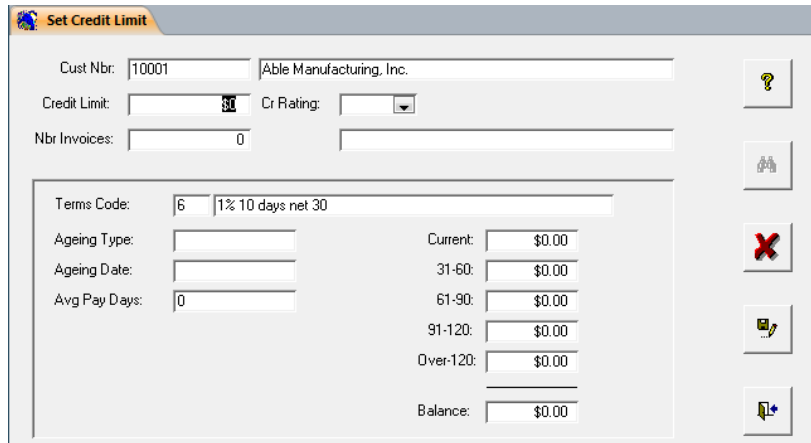 Set Credit Limit
Cust Nbr: 10001 Able Manufacturing, Inc.
Credit Limit: $0 Cr Rating:
Nbr Invoices: 0
Terms Code: 6 1% 10 days net 30
Ageing Type: Current: $0.00
Ageing Date: 31-60: $0.00
Avg Pay Days: 0 61-90: $0.00
91-120: $0.00
Over-120: $0.00
Balance: $0.00